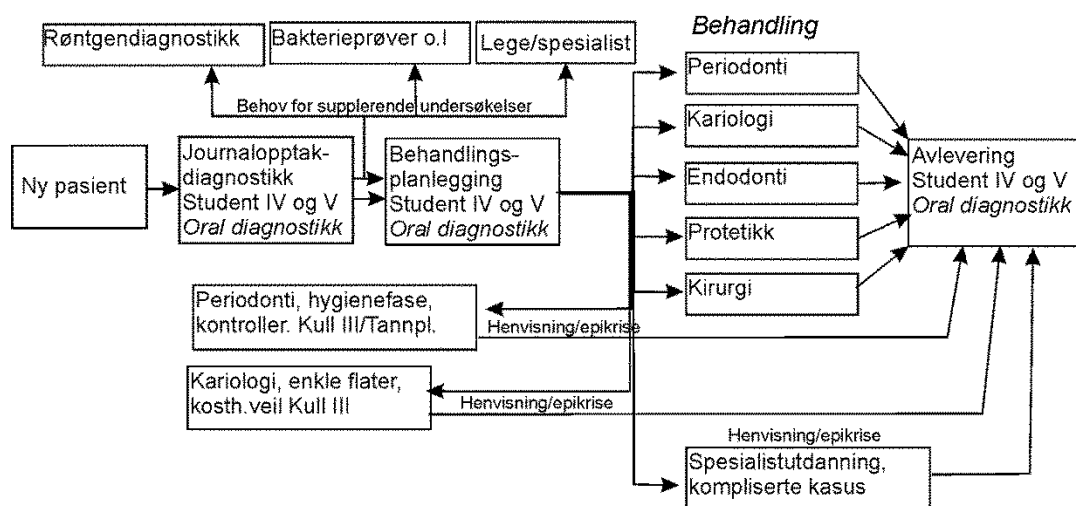 Behandling
Røntgendiagnostikk
Bakterieprøver o.l
Lege/spesialist
Behov for supplerende undersøkelser
Ny pasient
Journalopptak-
diagnostikk
Student IV og V
Oral diagnostikk
Behandlings-
planlegging
Student IV og V
Oral diagnostikk
Periodonti
Kariologi
Endodonti
Protetikk
Kirurgi
Avlevering
Student IV og V
Oral diagnostikk
Periodonti, hygienefase,
kontroller. Kull III/Tannpl.
Henvisning/epikrise
Kariologi, enkle flater,
kosth.veil Kull III
Henvisning/epikrise
Henvisning/epikrise
Spesialistutdanning,
kompliserte kasus